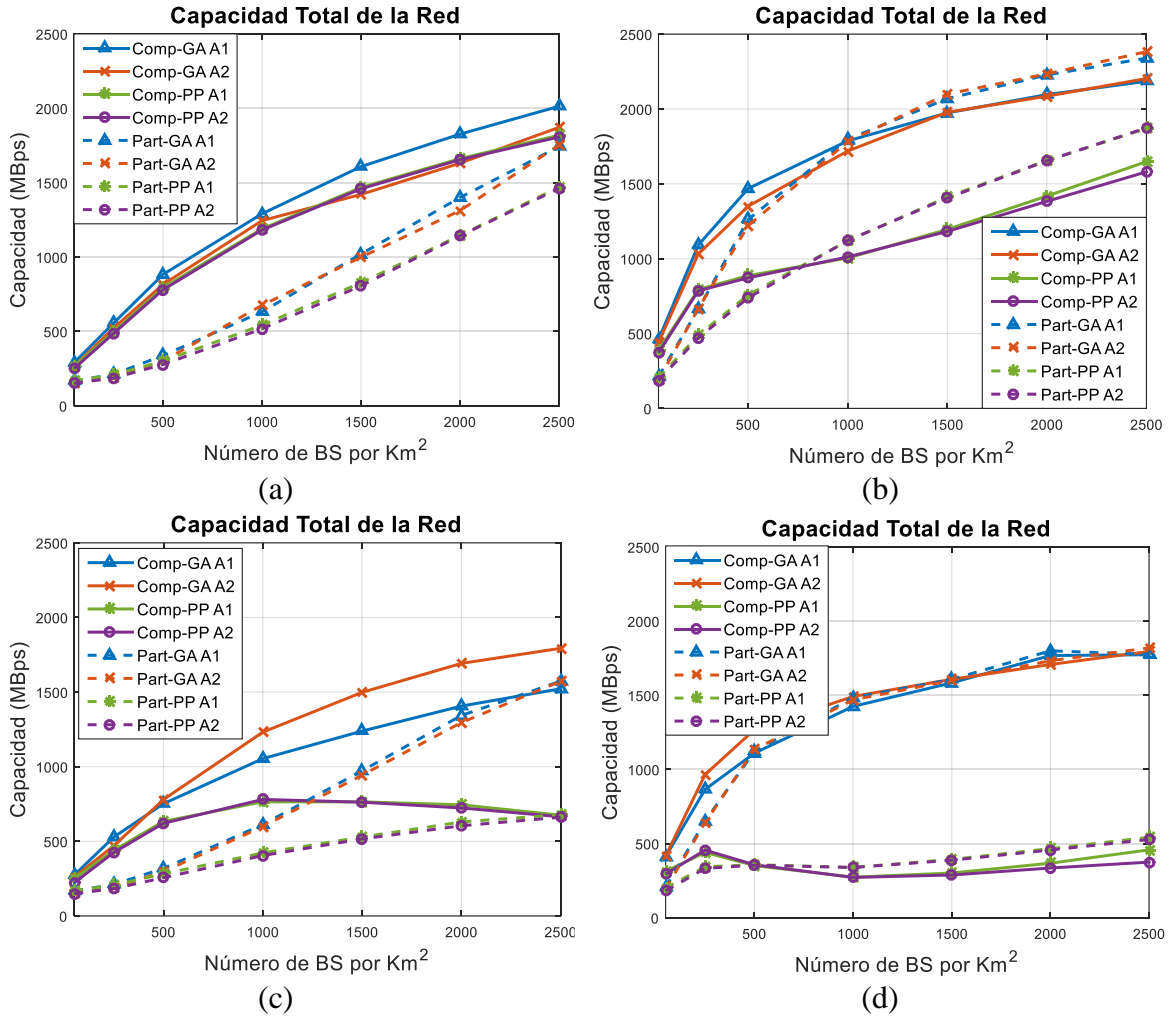 Capacidad Total de la Red
2500
2000
1500
1000
500
0
Capacidad (MBps)
Comp-GA A1
Comp-GA A2
Comp-PP A1
Comp-PP A2
Part-GA A1
Part-GA A2
Part-PP A1
Part-PP A2
500 1000 1500 2000 2500
Número de BS por Km²
(a)
Capacidad Total de la Red
2500
2000
1500
1000
500
0
Capacidad (MBps)
Comp-GA A1
Comp-GA A2
Comp-PP A1
Comp-PP A2
Part-GA A1
Part-GA A2
Part-PP A1
Part-PP A2
500 1000 1500 2000 2500
Número de BS por Km²
(b)
Capacidad Total de la Red
2500
2000
1500
1000
500
0
Capacidad (MBps)
Comp-GA A1
Comp-GA A2
Comp-PP A1
Comp-PP A2
Part-GA A1
Part-GA A2
Part-PP A1
Part-PP A2
500 1000 1500 2000 2500
Número de BS por Km²
(c)
Capacidad Total de la Red
2500
2000
1500
1000
500
0
Capacidad (MBps)
Comp-GA A1
Comp-GA A2
Comp-PP A1
Comp-PP A2
Part-GA A1
Part-GA A2
Part-PP A1
Part-PP A2
500 1000 1500 2000 2500
Número de BS por Km²
(d)